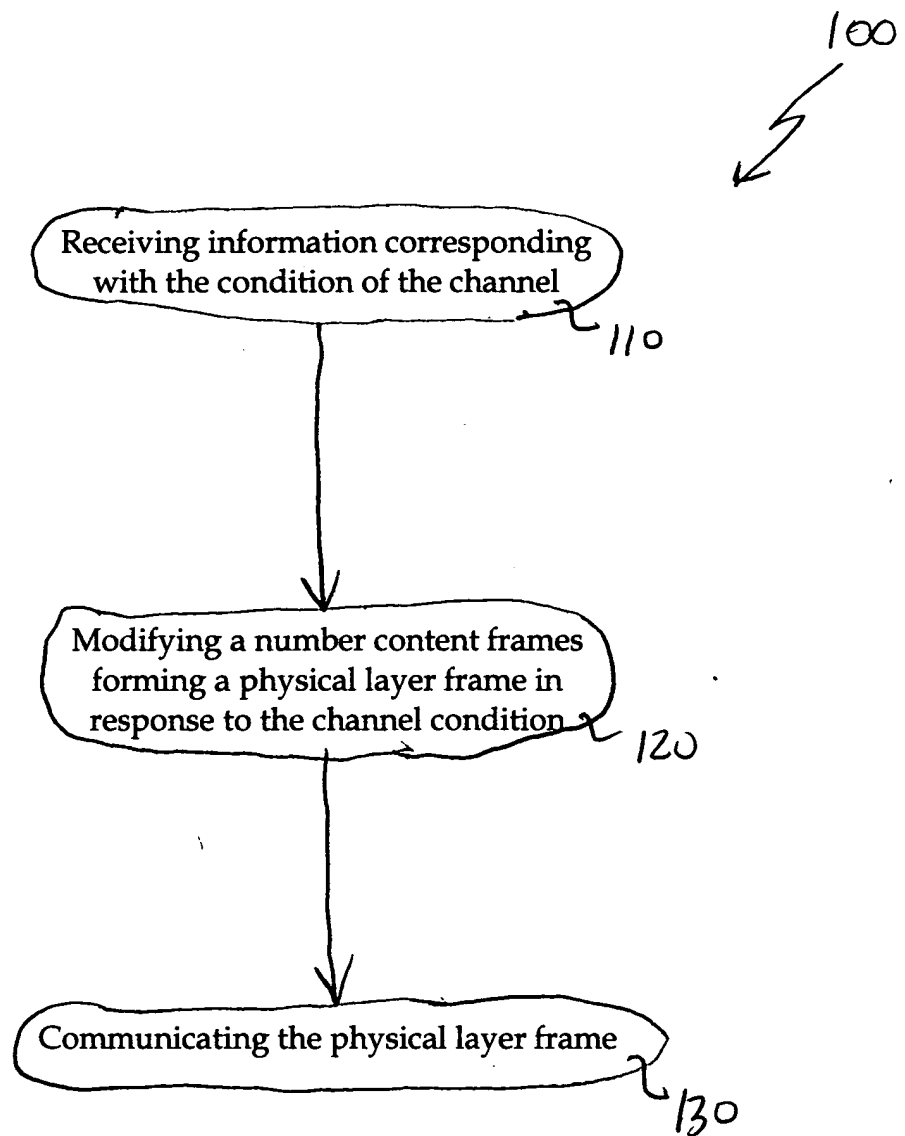 100
Receiving information corresponding
with the condition of the channel
110
Modifying a number content frames
forming a physical layer frame in
response to the channel condition
120
Communicating the physical layer frame
130